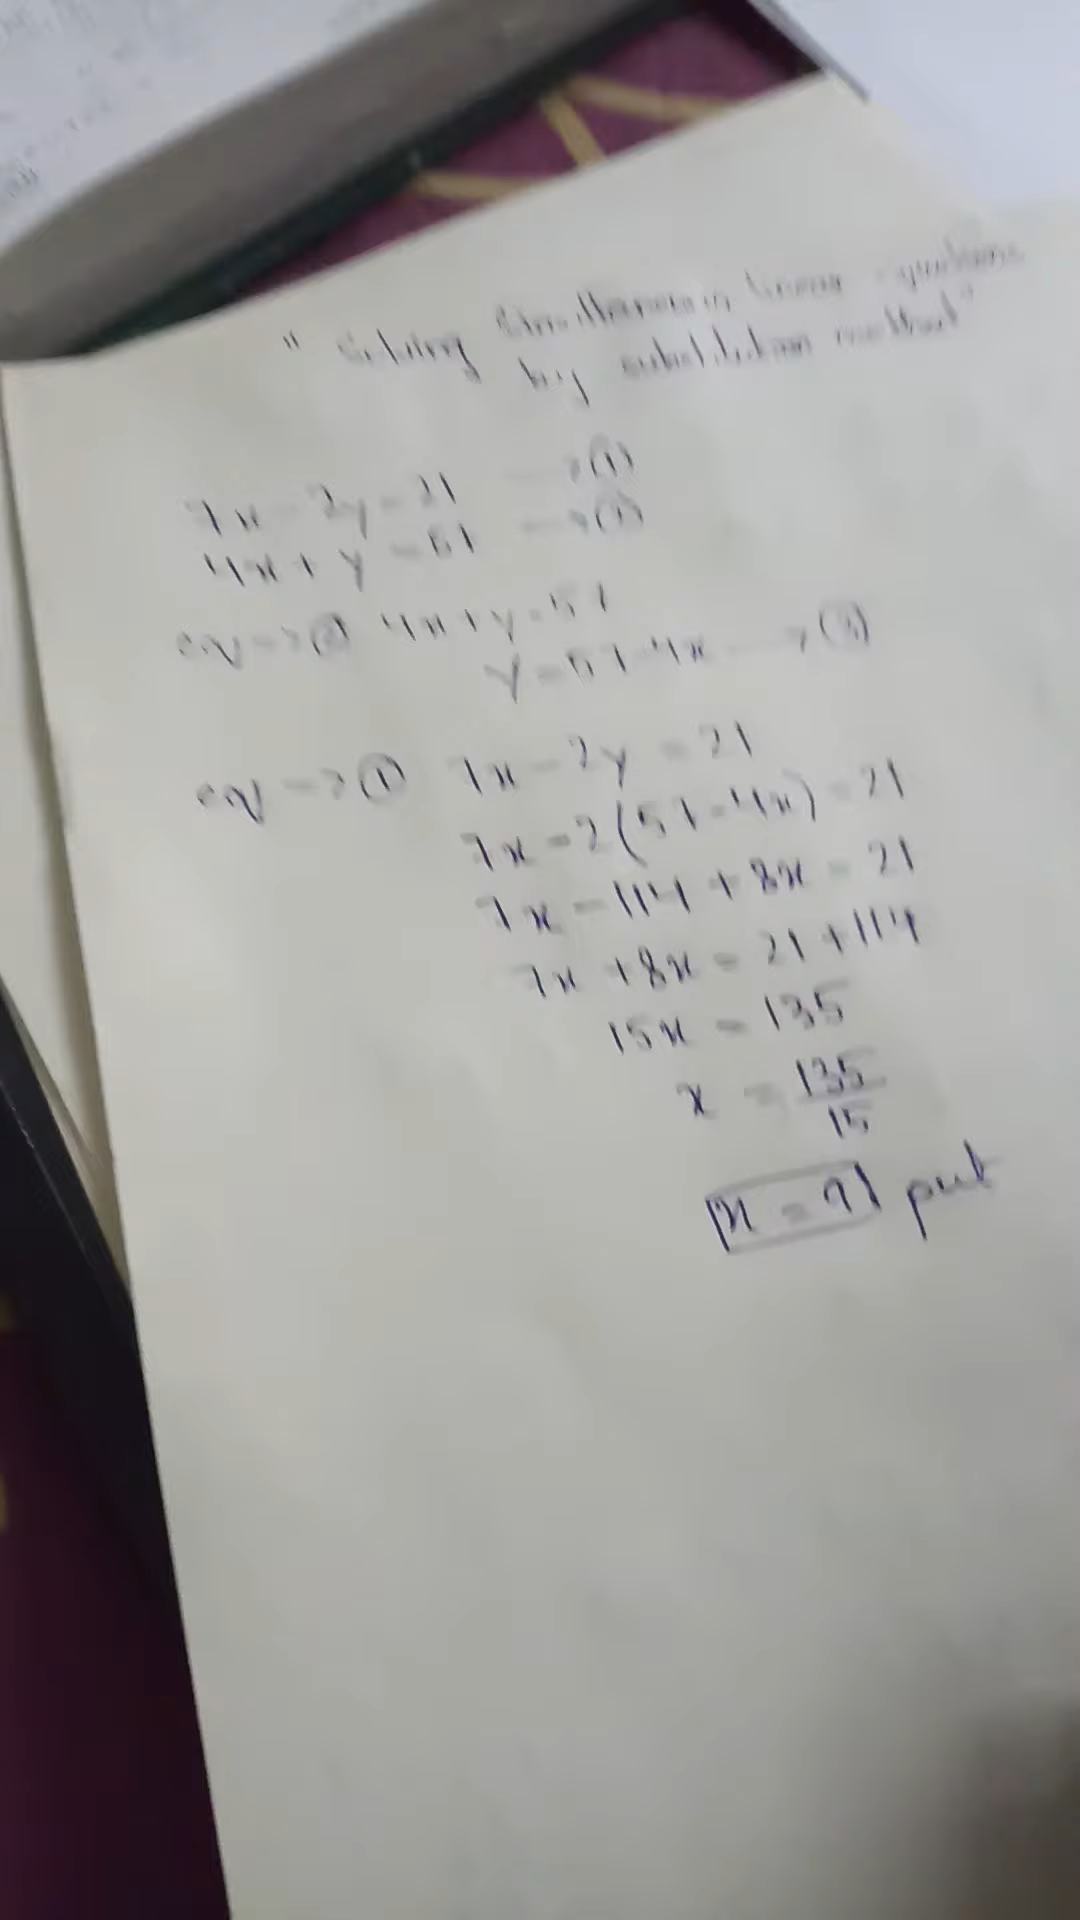 " Solving Simultaneous linear equations
by substitution method"
7x - 2y = 21 → (1)
4x + y = 57 → (2)
eq → (2) 4x + y = 57
y = 57 - 4x → (3)
eq → (1) 7x - 2y = 21
7x - 2(57 - 4x) = 21
7x - 114 + 8x = 21
7x + 8x = 21 + 114
15x = 135
x = 135/15
x = 9 put